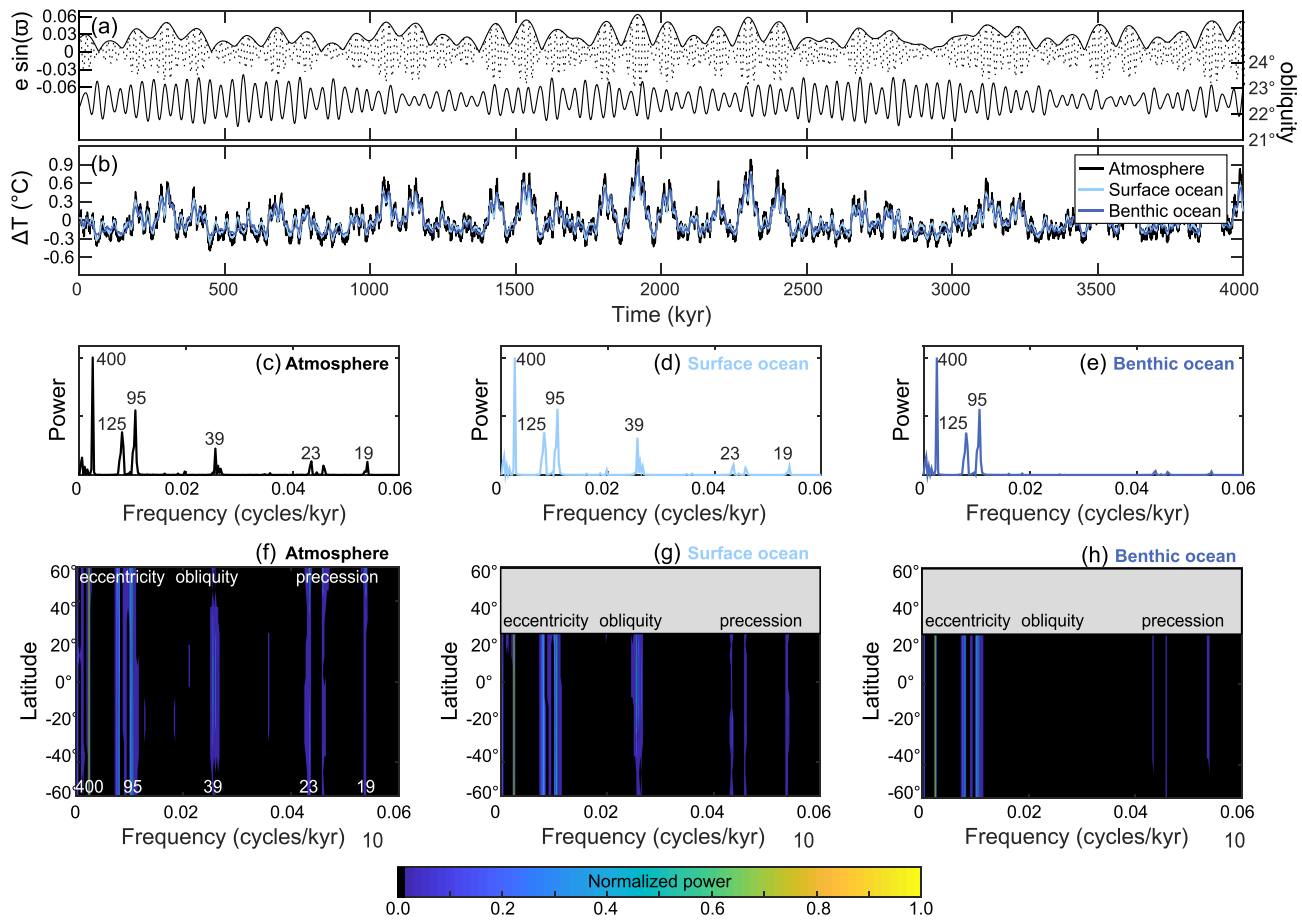 (a)
e sin(ϖ)
0.06
0.03
0
-0.03
-0.06
24°
23°
22°
21°
obliquity
(b)
ΔT (°C)
0.9
0.6
0.3
0
-0.3
-0.6
Atmosphere
Surface ocean
Benthic ocean
0 500 1000 1500 2000 2500 3000 3500 4000
Time (kyr)
(c) Atmosphere
Power
400
125
95
39
23
19
0 0.02 0.04 0.06
Frequency (cycles/kyr)
(d) Surface ocean
Power
400
125
95
39
23
19
0 0.02 0.04 0.06
Frequency (cycles/kyr)
(e) Benthic ocean
Power
400
125
95
0 0.02 0.04 0.06
Frequency (cycles/kyr)
(f) Atmosphere
Latitude
60°
40°
20°
0°
-20°
-40°
-60°
eccentricity obliquity precession
400 95 39 23 19
0 0.02 0.04 0.06
Frequency (cycles/kyr) 10
(g) Surface ocean
Latitude
60°
40°
20°
0°
-20°
-40°
-60°
eccentricity obliquity precession
0 0.02 0.04 0.06
Frequency (cycles/kyr) 10
(h) Benthic ocean
Latitude
60°
40°
20°
0°
-20°
-40°
-60°
eccentricity obliquity precession
0 0.02 0.04 0.06
Frequency (cycles/kyr) 10
Normalized power
0.0 0.2 0.4 0.6 0.8 1.0